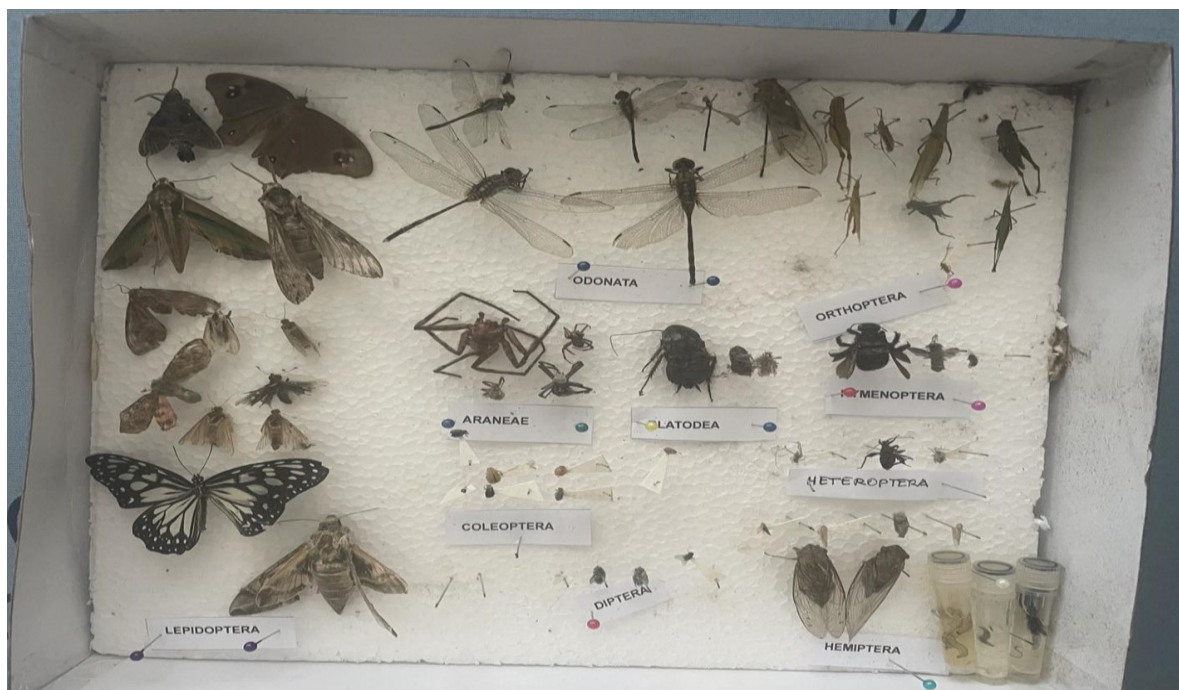 ODONATA
ORTHOPTERA
ARANEAE
LATODEA
MENOPTERA
HETEROPTERA
COLEOPTERA
DIPTERA
LEPIDOPTERA
HEMIPTERA